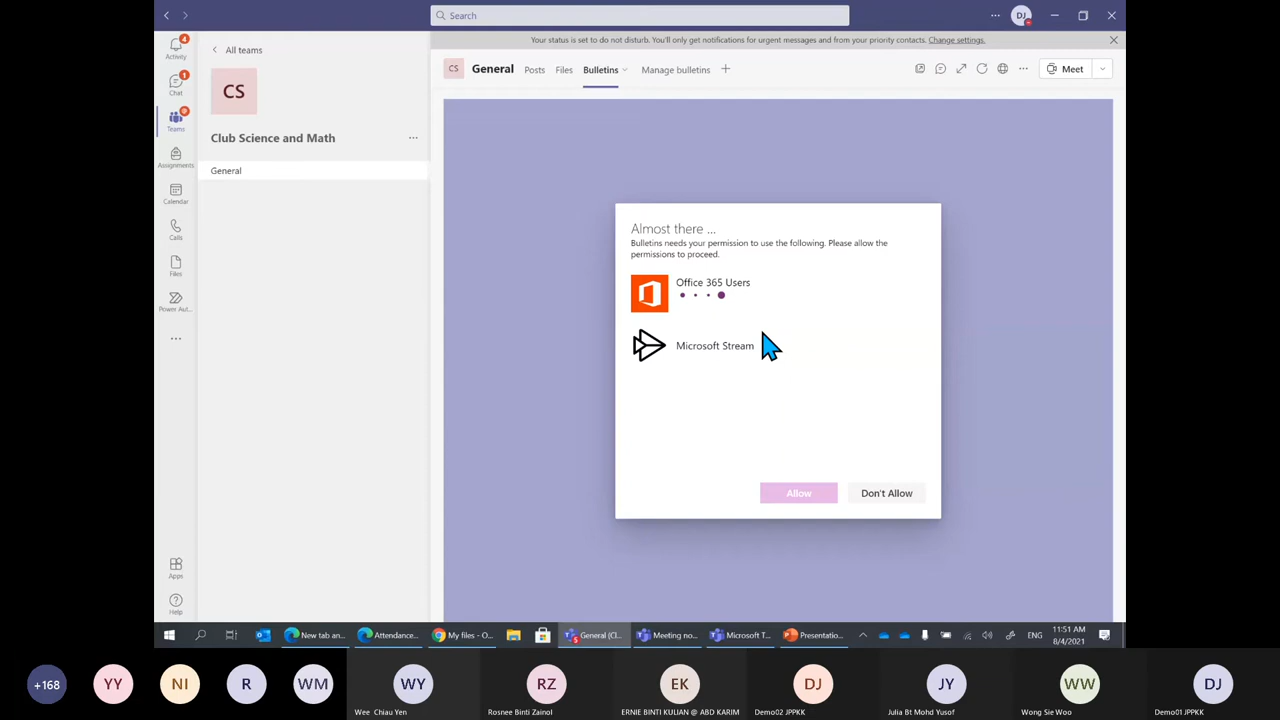 Search
DJ
Your status is set to do not disturb. You'll only get notifications for urgent messages and from your priority contacts. Change settings.
4
Activity
1
Chat
Teams
Assignments
Calendar
Calls
Files
Power Aut...
Apps
Help
All teams
CS
Club Science and Math
General
CS
General
Posts
Files
Bulletins
Manage bulletins
Meet
Almost there ...
Bulletins needs your permission to use the following. Please allow the
permissions to proceed.
Office 365 Users
Microsoft Stream
Allow
Don't Allow
New tab an...
Attendance...
My files - O...
General (Cl...
Meeting no...
Microsoft T...
Presentatio...
ENG
11:51 AM
8/4/2021
+168
YY
NI
R
WM
WY
Wee Chiau Yen
RZ
Rosnee Binti Zainol
EK
ERNIE BINTI KULIAN @ ABD KARIM
DJ
Demo02 JPPKK
JY
Julia Bt Mohd Yusof
WW
Wong Sie Woo
DJ
Demo01 JPPKK